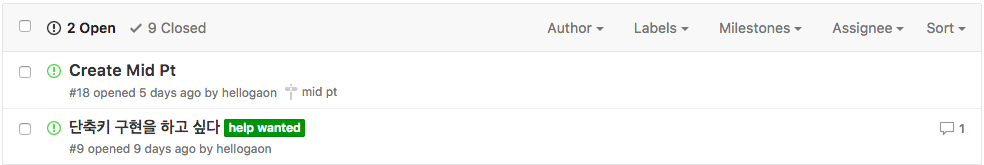 2 Open 9 Closed Author Labels Milestones Assignee Sort
Create Mid Pt
#18 opened 5 days ago by hellogaon mid pt
단축키 구현을 하고 싶다 help wanted 1
#9 opened 9 days ago by hellogaon